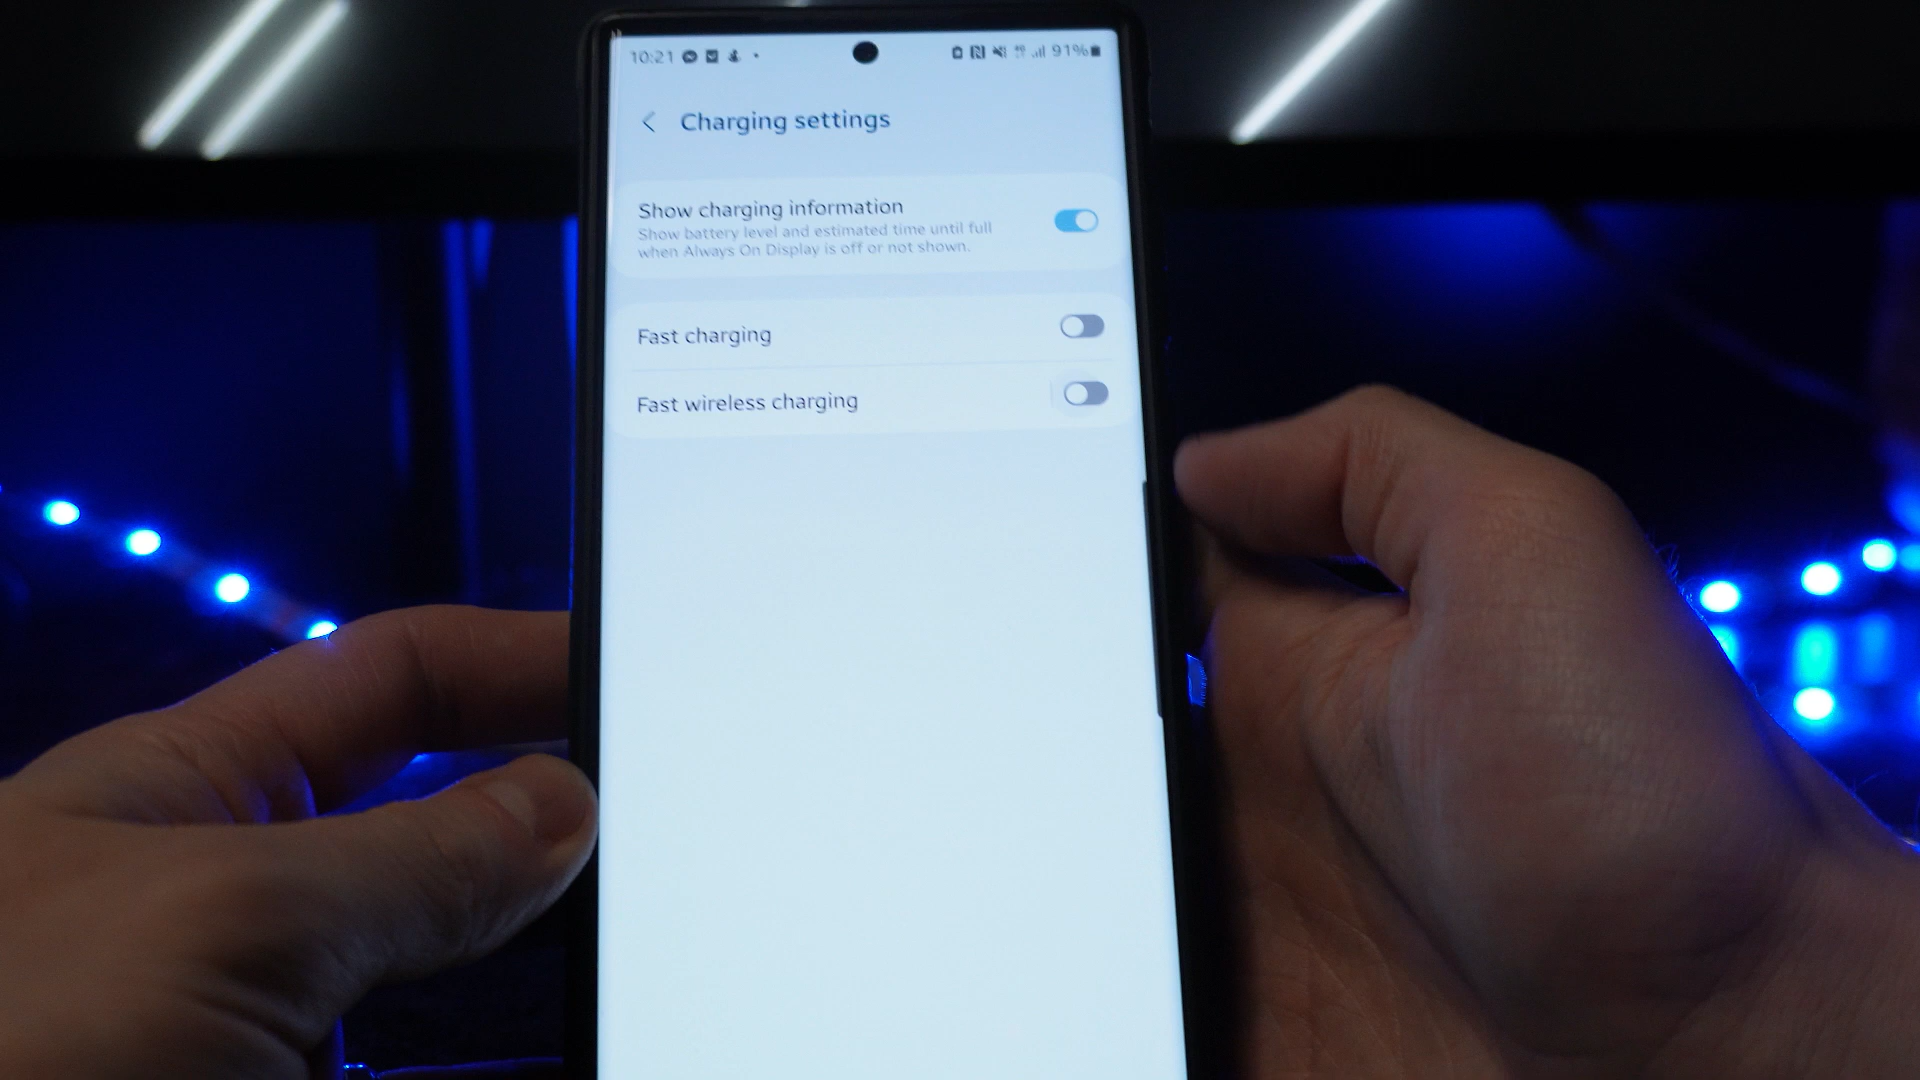 10:21
91%
Charging settings
Show charging information
Show battery level and estimated time until full
when Always On Display is off or not shown.
Fast charging
Fast wireless charging